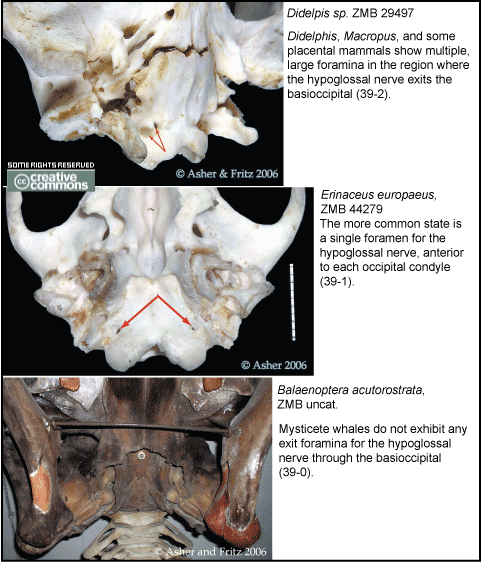 Didelpis sp. ZMB 29497
Didelphis, Macropus, and some
placental mammals show multiple,
large foramina in the region where
the hypoglossal nerve exits the
basioccipital (39-2).
SOME RIGHTS RESERVED
cc creative
commons
© Asher & Fritz 2006
Erinaceus europaeus,
ZMB 44279
The more common state is
a single foramen for the
hypoglossal nerve, anterior
to each occipital condyle
(39-1).
© Asher 2006
Balaenoptera acutorostrata,
ZMB uncat.
Mysticete whales do not exhibit any
exit foramina for the hypoglossal
nerve through the basioccipital
(39-0).
© Asher and Fritz 2006